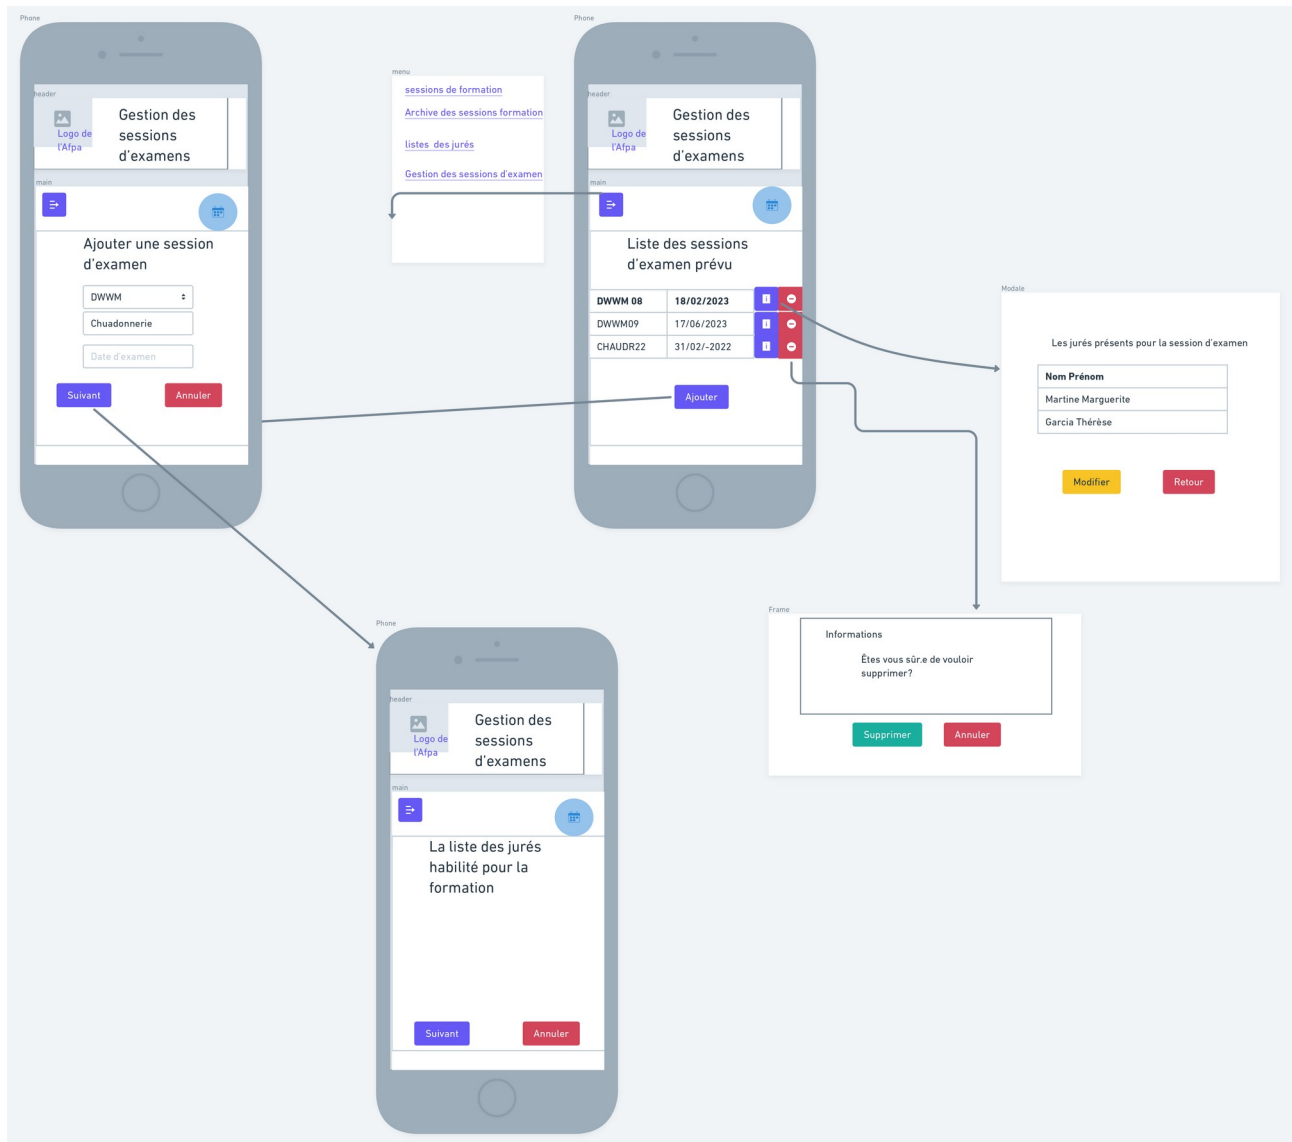 Phone
header
Logo de
l'Afpa
Gestion des
sessions
d'examens
main
Ajouter une session
d'examen
DWWM
Chuadonnerie
Date d'examen
Suivant
Annuler
menu
sessions de formation
Archive des sessions formation
listes des jurés
Gestion des sessions d'examen
Phone
header
Logo de
l'Afpa
Gestion des
sessions
d'examens
main
Liste des sessions
d'examen prévu
DWWM 08 18/02/2023
DWWM09 17/06/2023
CHAUDR22 31/02/-2022
Ajouter
Modale
Les jurés présents pour la session d'examen
Nom Prénom
Martine Marguerite
Garcia Thérèse
Modifier
Retour
Frame
Informations
Êtes vous sûr.e de vouloir
supprimer?
Supprimer
Annuler
Phone
header
Logo de
l'Afpa
Gestion des
sessions
d'examens
main
La liste des jurés
habilité pour la
formation
Suivant
Annuler